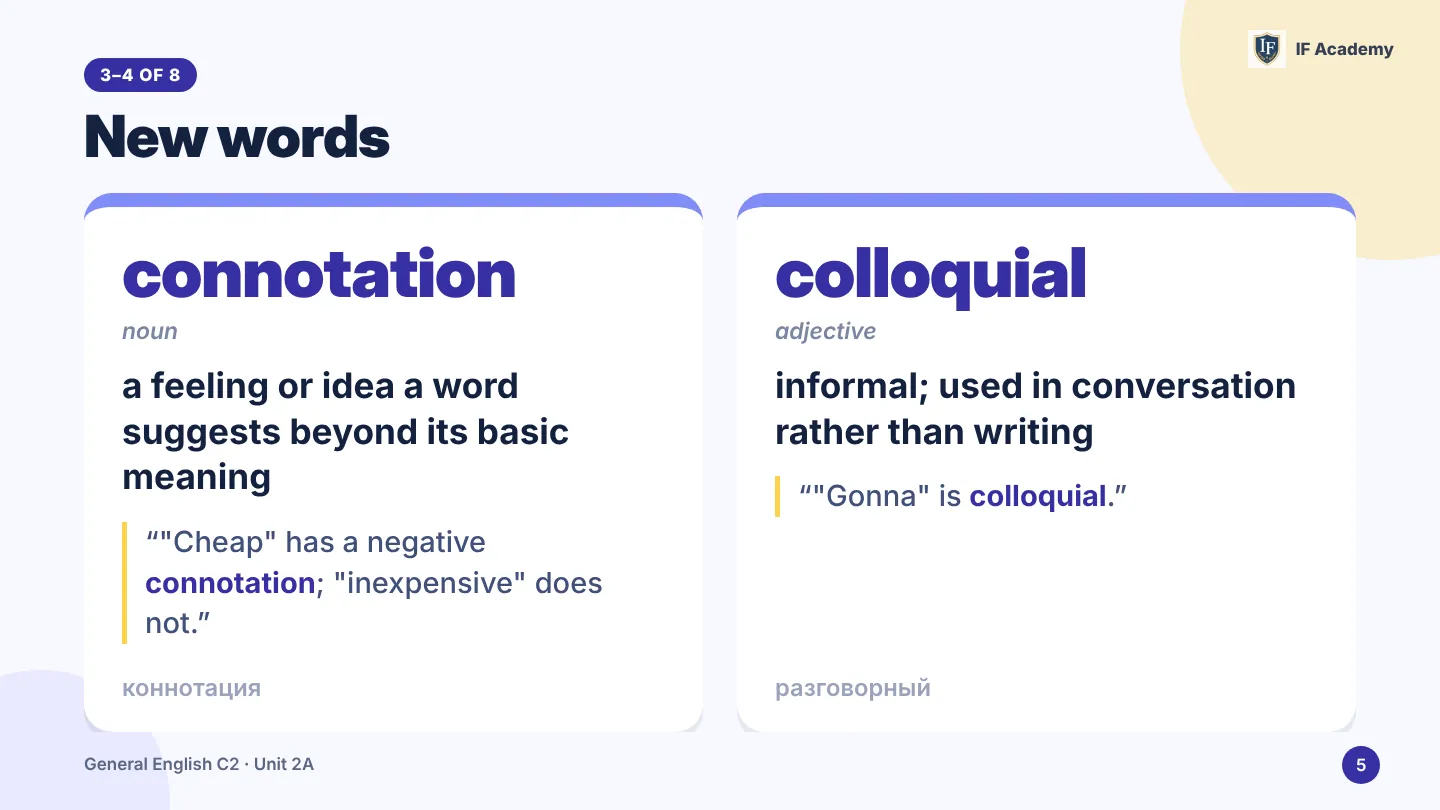 IF
IF Academy
3–4 OF 8
New words
connotation
noun
a feeling or idea a word
suggests beyond its basic
meaning
“"Cheap" has a negative
connotation; "inexpensive" does
not.”
коннотация
colloquial
adjective
informal; used in conversation
rather than writing
“"Gonna" is colloquial.”
разговорный
General English C2 · Unit 2A
5